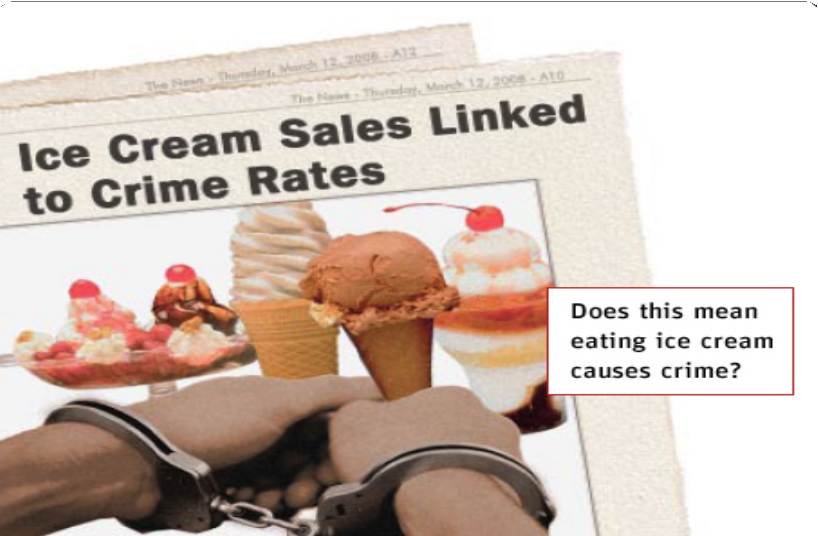 The News - Thursday, March 12, 2008 - A12
The News - Thursday, March 12, 2008 - A10
Ice Cream Sales Linked
to Crime Rates
Does this mean
eating ice cream
causes crime?